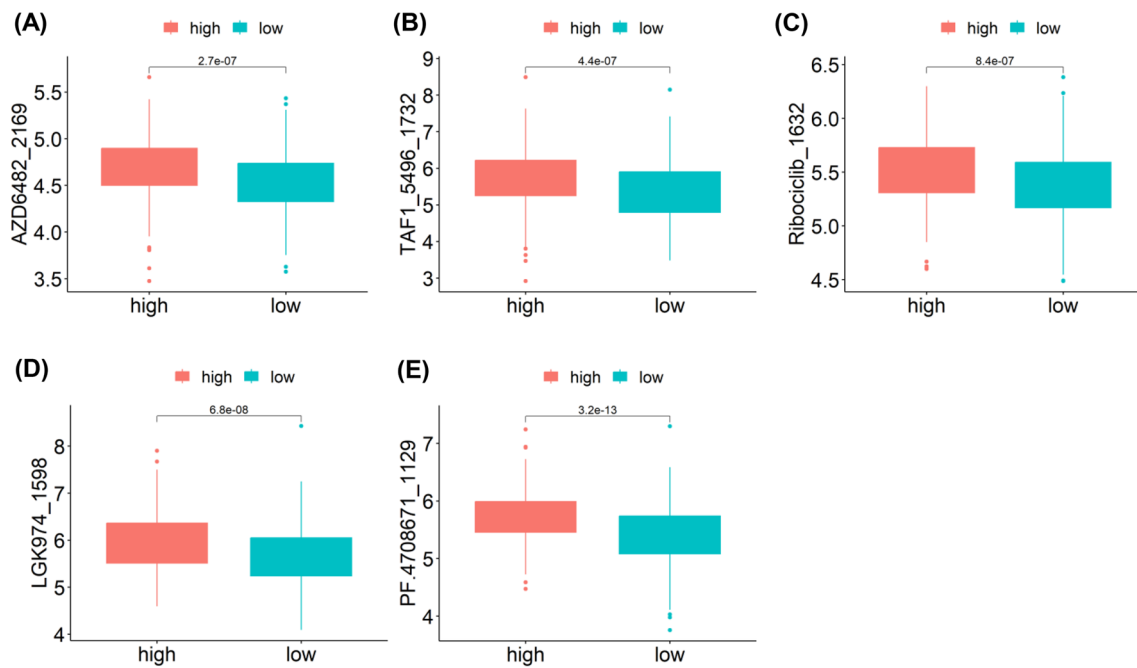 (A)
high low
2.7e-07
AZD6482_2169
5.5
5.0
4.5
4.0
3.5
high low
(B)
high low
4.4e-07
TAF1_5496_1732
9
8
7
6
5
4
3
high low
(C)
high low
8.4e-07
Ribociclib_1632
6.5
6.0
5.5
5.0
4.5
high low
(D)
high low
6.8e-08
LGK974_1598
8
7
6
5
4
high low
(E)
high low
3.2e-13
PF.4708671_1129
7
6
5
4
high low